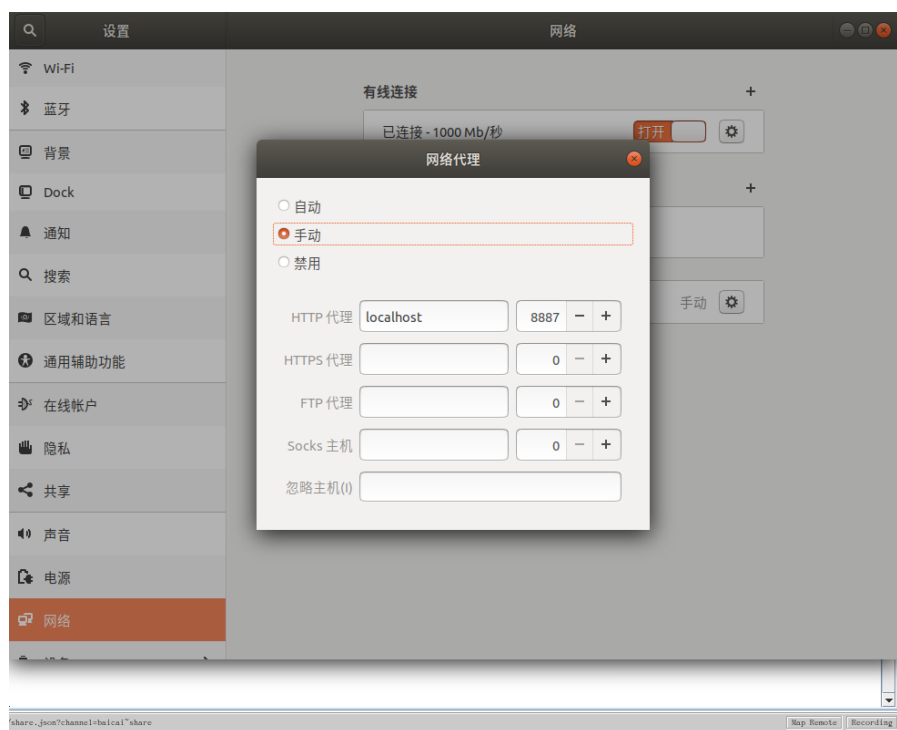 设置
网络
Wi-Fi
蓝牙
背景
Dock
通知
搜索
区域和语言
通用辅助功能
在线帐户
隐私
共享
声音
电源
网络
有线连接
+
已连接 - 1000 Mb/秒
打开
+
手动
网络代理
自动
手动
禁用
HTTP 代理 localhost 8887 − +
HTTPS 代理 0 − +
FTP 代理 0 − +
Socks 主机 0 − +
忽略主机(I)
/share.json?channel=baicai~share
Map Remote
Recording